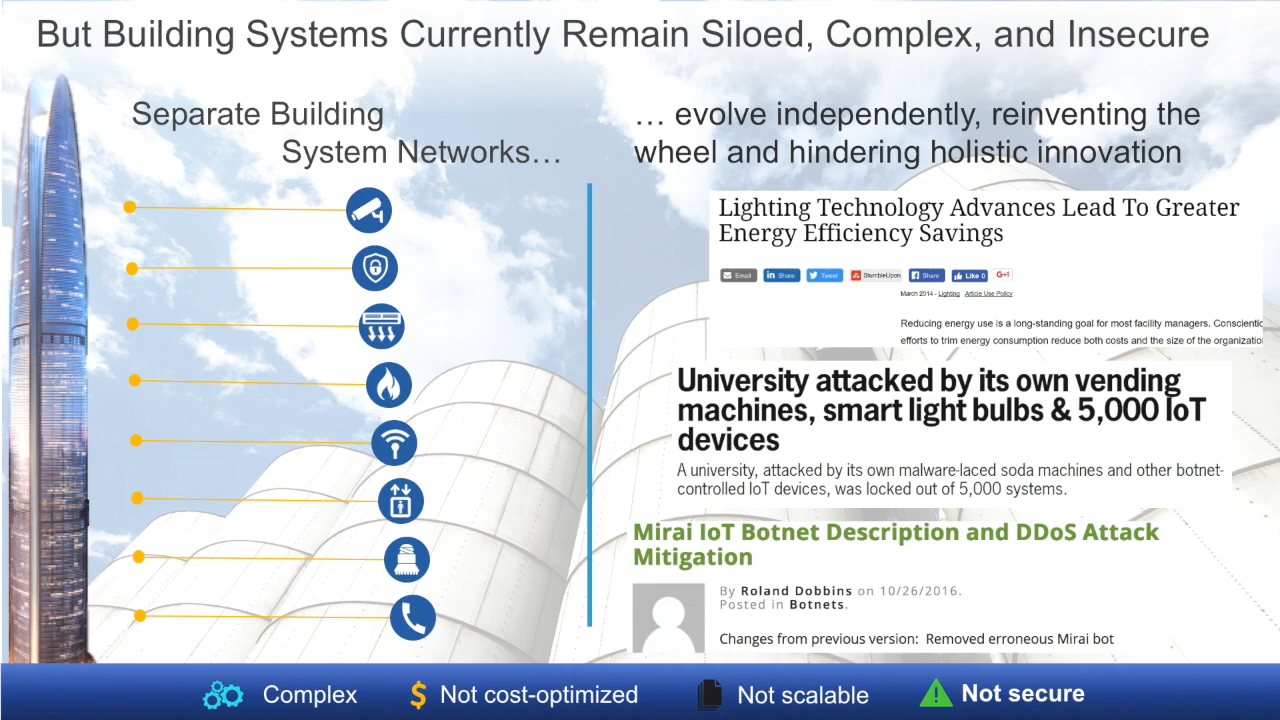 But Building Systems Currently Remain Siloed, Complex, and Insecure
Separate Building
System Networks…
… evolve independently, reinventing the
wheel and hindering holistic innovation
Lighting Technology Advances Lead To Greater
Energy Efficiency Savings
Email
in Share
Tweet
StumbleUpon
Share
Like 0
G+1
March 2014 - Lighting Article Use Policy
Reducing energy use is a long-standing goal for most facility managers.
efforts to trim energy consumption reduce both costs and the size of the
University attacked by its own vending
machines, smart light bulbs & 5,000 IoT
devices
A university, attacked by its own malware-laced soda machines and other botnet-
controlled IoT devices, was locked out of 5,000 systems.
Mirai IoT Botnet Description and DDoS Attack
Mitigation
By Roland Dobbins on 10/26/2016.
Posted in Botnets.
Changes from previous version: Removed erroneous Mirai bot
Complex
$ Not cost-optimized
Not scalable
Not secure